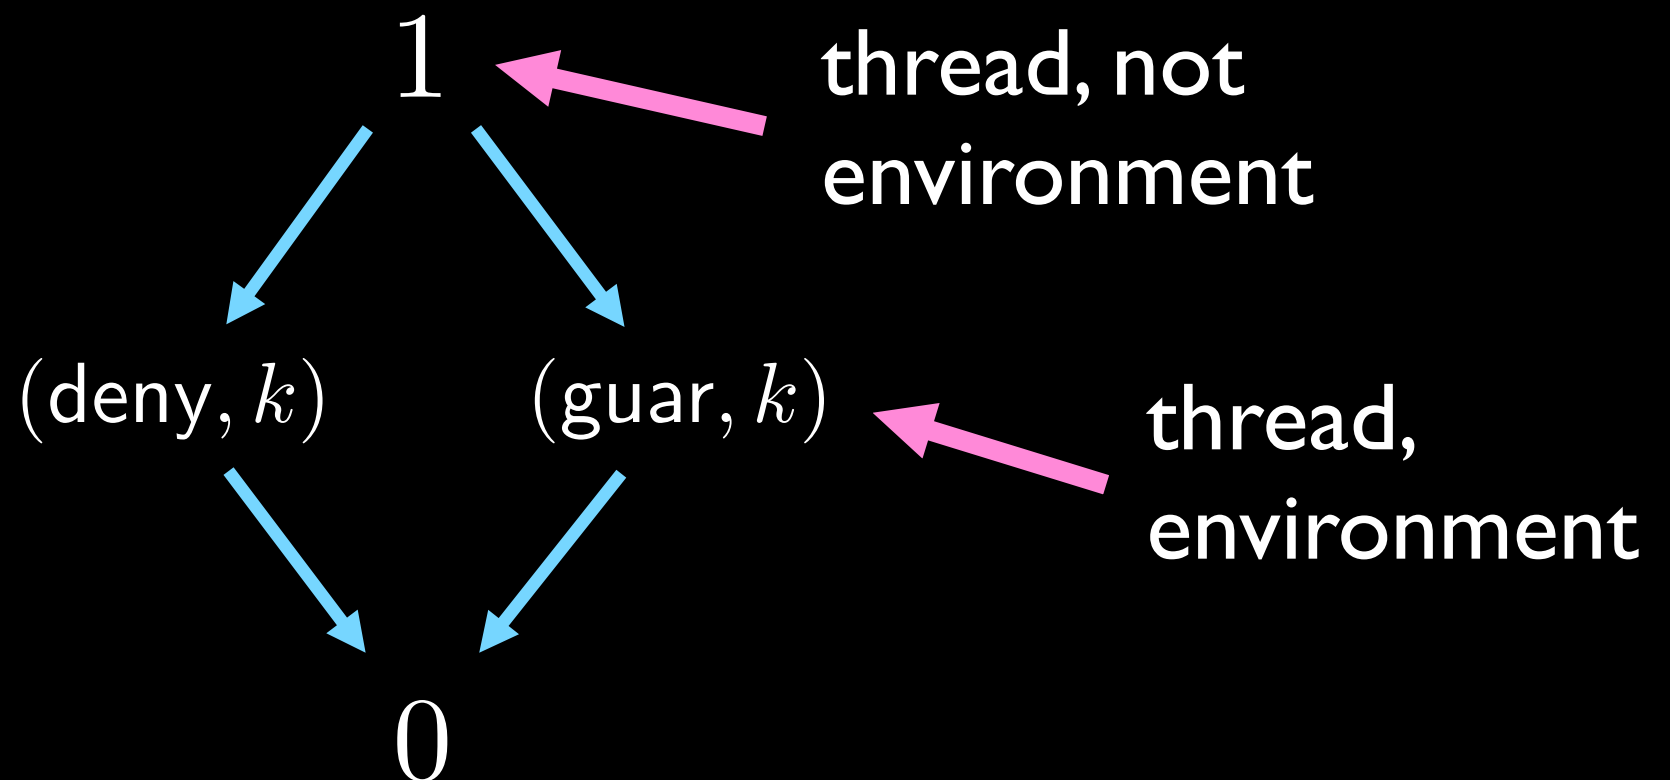 1
thread, not
environment
(deny, k)
(guar, k)
thread,
environment
0